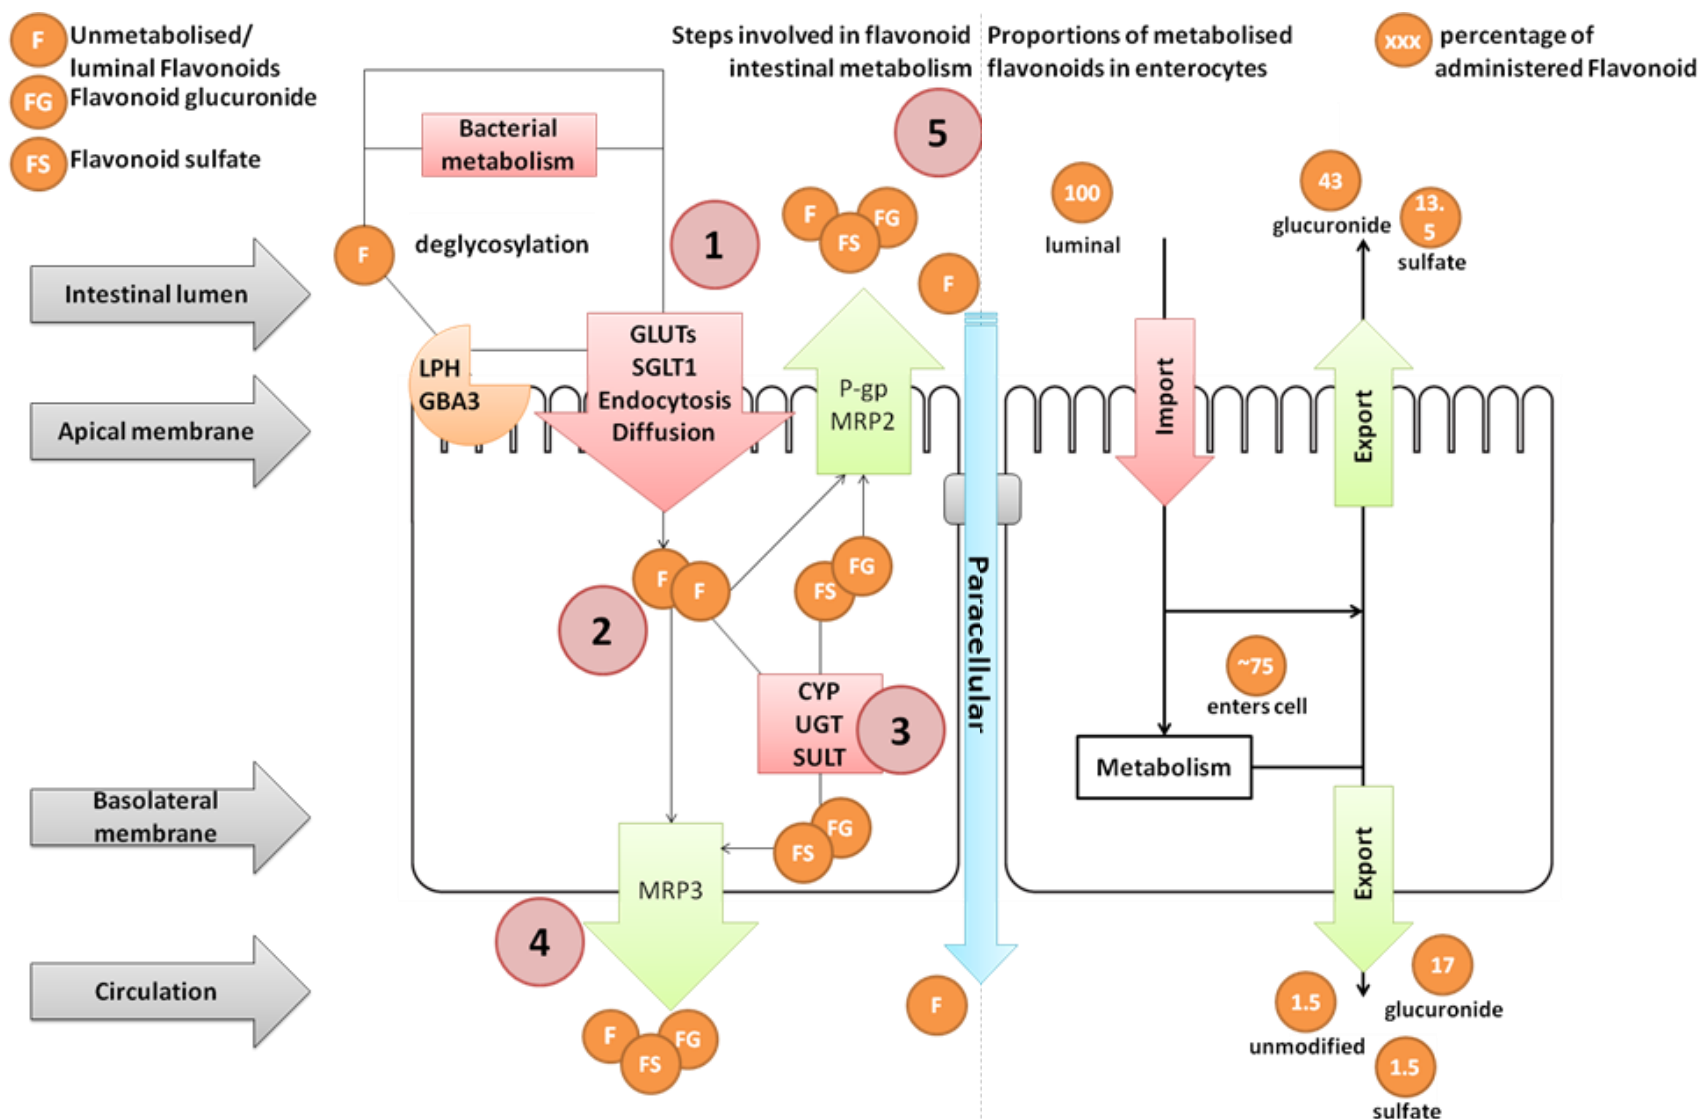 F
Unmetabolised/
luminal Flavonoids
FG
Flavonoid glucuronide
FS
Flavonoid sulfate
Steps involved in flavonoid
intestinal metabolism
Proportions of metabolised
flavonoids in enterocytes
xxx
percentage of
administered Flavonoid
Bacterial
metabolism
deglycosylation
F
1
5
F
FG
FS
F
Intestinal lumen
Apical membrane
Basolateral
membrane
Circulation
LPH
GBA3
GLUTs
SGLT1
Endocytosis
Diffusion
P-gp
MRP2
F
F
2
FS
FG
CYP
UGT
SULT
3
FG
FS
MRP3
4
F
FG
FS
Paracellular
F
100
luminal
43
glucuronide
13.
5
sulfate
Import
Export
~75
enters cell
Metabolism
Export
17
glucuronide
1.5
unmodified
1.5
sulfate